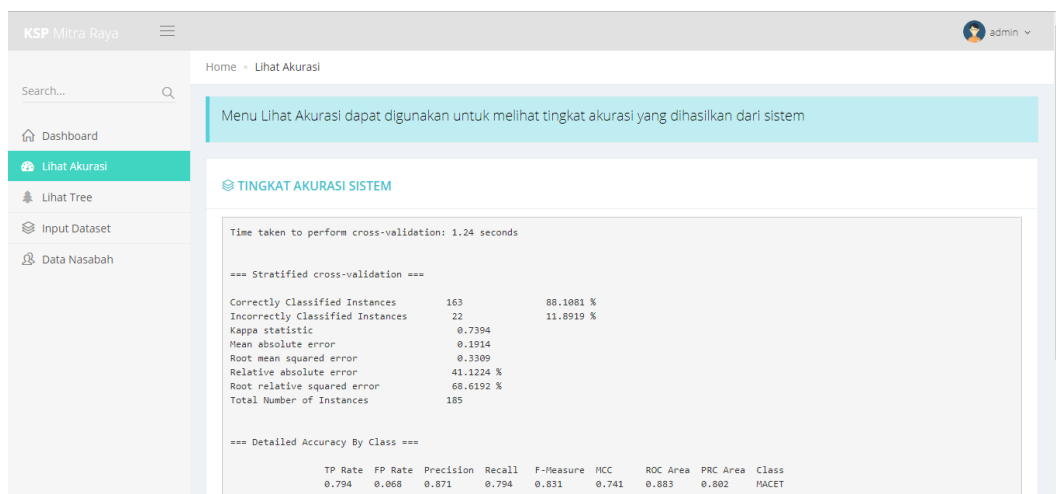 KSP Mitra Raya
admin
Home Lihat Akurasi
Search...
Dashboard
Lihat Akurasi
Lihat Tree
Input Dataset
Data Nasabah
Menu Lihat Akurasi dapat digunakan untuk melihat tingkat akurasi yang dihasilkan dari sistem
TINGKAT AKURASI SISTEM
Time taken to perform cross-validation: 1.24 seconds
=== Stratified cross-validation ===
Correctly Classified Instances 163 88.1081 %
Incorrectly Classified Instances 22 11.8919 %
Kappa statistic 0.7394
Mean absolute error 0.1914
Root mean squared error 0.3309
Relative absolute error 41.1224 %
Root relative squared error 68.6192 %
Total Number of Instances 185
=== Detailed Accuracy By Class ===
TP Rate FP Rate Precision Recall F-Measure MCC ROC Area PRC Area Class
0.794 0.068 0.871 0.794 0.831 0.741 0.883 0.802 MACET